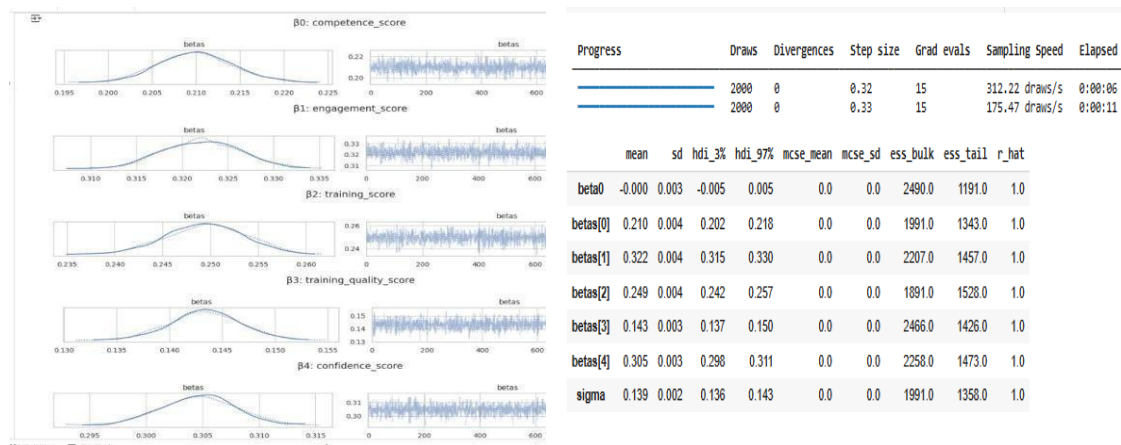 β0: competence_score
betas
betas
0.22
0.20
0.195 0.200 0.205 0.210 0.215 0.220 0.225
0 200 400 600
β1: engagement_score
betas
betas
0.33
0.32
0.31
0.310 0.315 0.320 0.325 0.330 0.335
0 200 400 600
β2: training_score
betas
betas
0.26
0.24
0.235 0.240 0.245 0.250 0.255 0.260
0 200 400 600
β3: training_quality_score
betas
betas
0.15
0.14
0.13
0.130 0.135 0.140 0.145 0.150 0.155
0 200 400 600
β4: confidence_score
betas
betas
0.31
0.30
0.295 0.300 0.305 0.310 0.315
0 200 400 600
Progress Draws Divergences Step size Grad evals Sampling Speed Elapsed
2000 0 0.32 15 312.22 draws/s 0:00:06
2000 0 0.33 15 175.47 draws/s 0:00:11
mean sd hdi_3% hdi_97% mcse_mean mcse_sd ess_bulk ess_tail r_hat
beta0 -0.000 0.003 -0.005 0.005 0.0 0.0 2490.0 1191.0 1.0
betas[0] 0.210 0.004 0.202 0.218 0.0 0.0 1991.0 1343.0 1.0
betas[1] 0.322 0.004 0.315 0.330 0.0 0.0 2207.0 1457.0 1.0
betas[2] 0.249 0.004 0.242 0.257 0.0 0.0 1891.0 1528.0 1.0
betas[3] 0.143 0.003 0.137 0.150 0.0 0.0 2466.0 1426.0 1.0
betas[4] 0.305 0.003 0.298 0.311 0.0 0.0 2258.0 1473.0 1.0
sigma 0.139 0.002 0.136 0.143 0.0 0.0 1991.0 1358.0 1.0